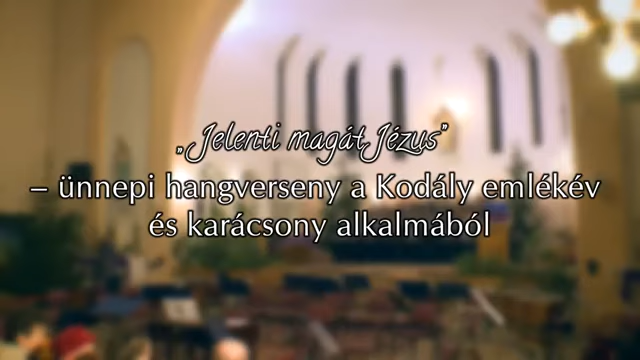 „Jelenti magát Jézus”
– ünnepi hangverseny a Kodály emlékév
és karácsony alkalmából